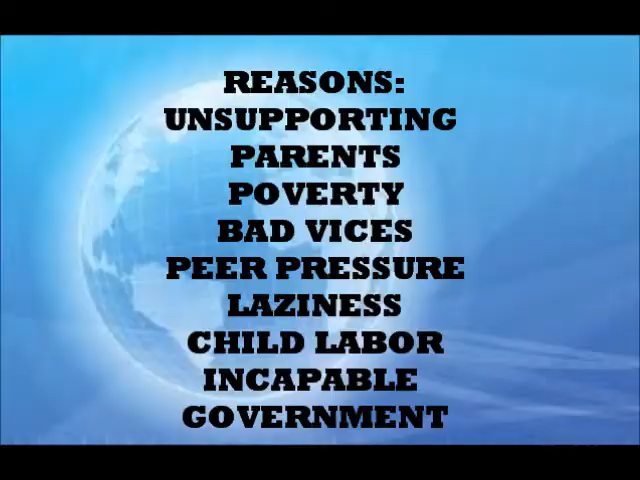 REASONS:
UNSUPPORTING
PARENTS
POVERTY
BAD VICES
PEER PRESSURE
LAZINESS
CHILD LABOR
INCAPABLE
GOVERNMENT